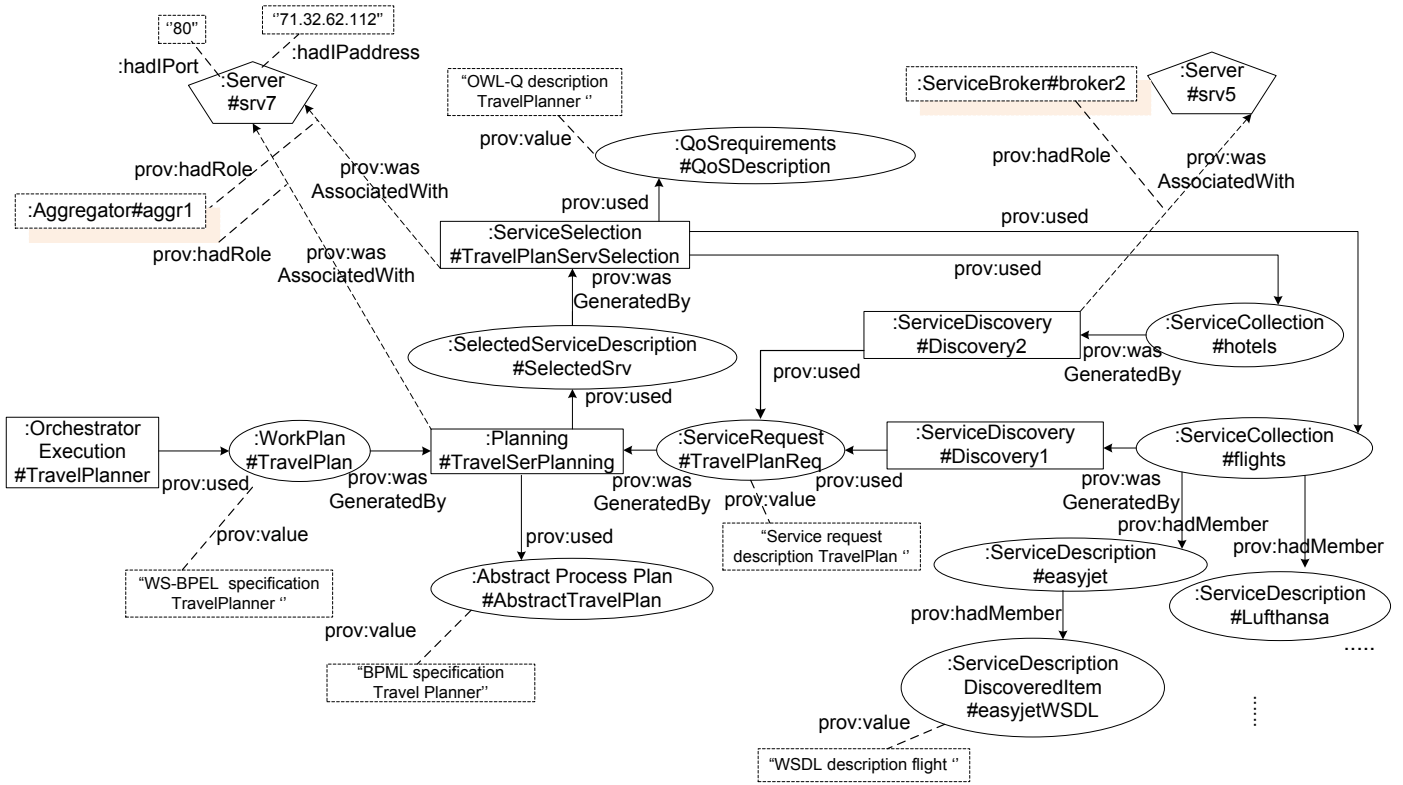 ‘’80”
‘’71.32.62.112”
:hadIPort
:hadIPaddress
:Server
#srv7
“OWL-Q description
TravelPlanner ‘’
prov:value
:QoSrequirements
#QoSDescription
:ServiceBroker#broker2
:Server
#srv5
prov:hadRole
prov:was
AssociatedWith
prov:hadRole
:Aggregator#aggr1
prov:hadRole
prov:was
AssociatedWith
prov:was
AssociatedWith
prov:used
:ServiceSelection
#TravelPlanServSelection
prov:used
prov:used
prov:was
GeneratedBy
:ServiceDiscovery
#Discovery2
:ServiceCollection
#hotels
prov:was
GeneratedBy
:SelectedServiceDescription
#SelectedSrv
prov:used
prov:used
:Orchestrator
Execution
#TravelPlanner
prov:used
:WorkPlan
#TravelPlan
prov:was
GeneratedBy
:Planning
#TravelSerPlanning
prov:was
GeneratedBy
:ServiceRequest
#TravelPlanReq
prov:used
:ServiceDiscovery
#Discovery1
prov:was
GeneratedBy
:ServiceCollection
#flights
prov:value
“WS-BPEL specification
TravelPlanner ‘’
prov:used
:Abstract Process Plan
#AbstractTravelPlan
prov:value
“BPML specification
Travel Planner’’
prov:value
“Service request
description TravelPlan ‘’
prov:hadMember
prov:hadMember
:ServiceDescription
#easyjet
:ServiceDescription
#Lufthansa
.....
prov:hadMember
:ServiceDescription
DiscoveredItem
#easyjetWSDL
prov:value
“WSDL description flight ‘’